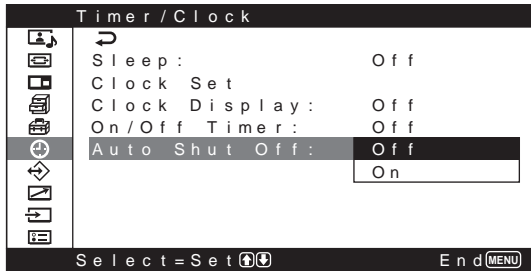 Timer/Clock
Sleep: Off
Clock Set
Clock Display: Off
On/Off Timer: Off
Auto Shut Off: Off
On
Select=Set End MENU